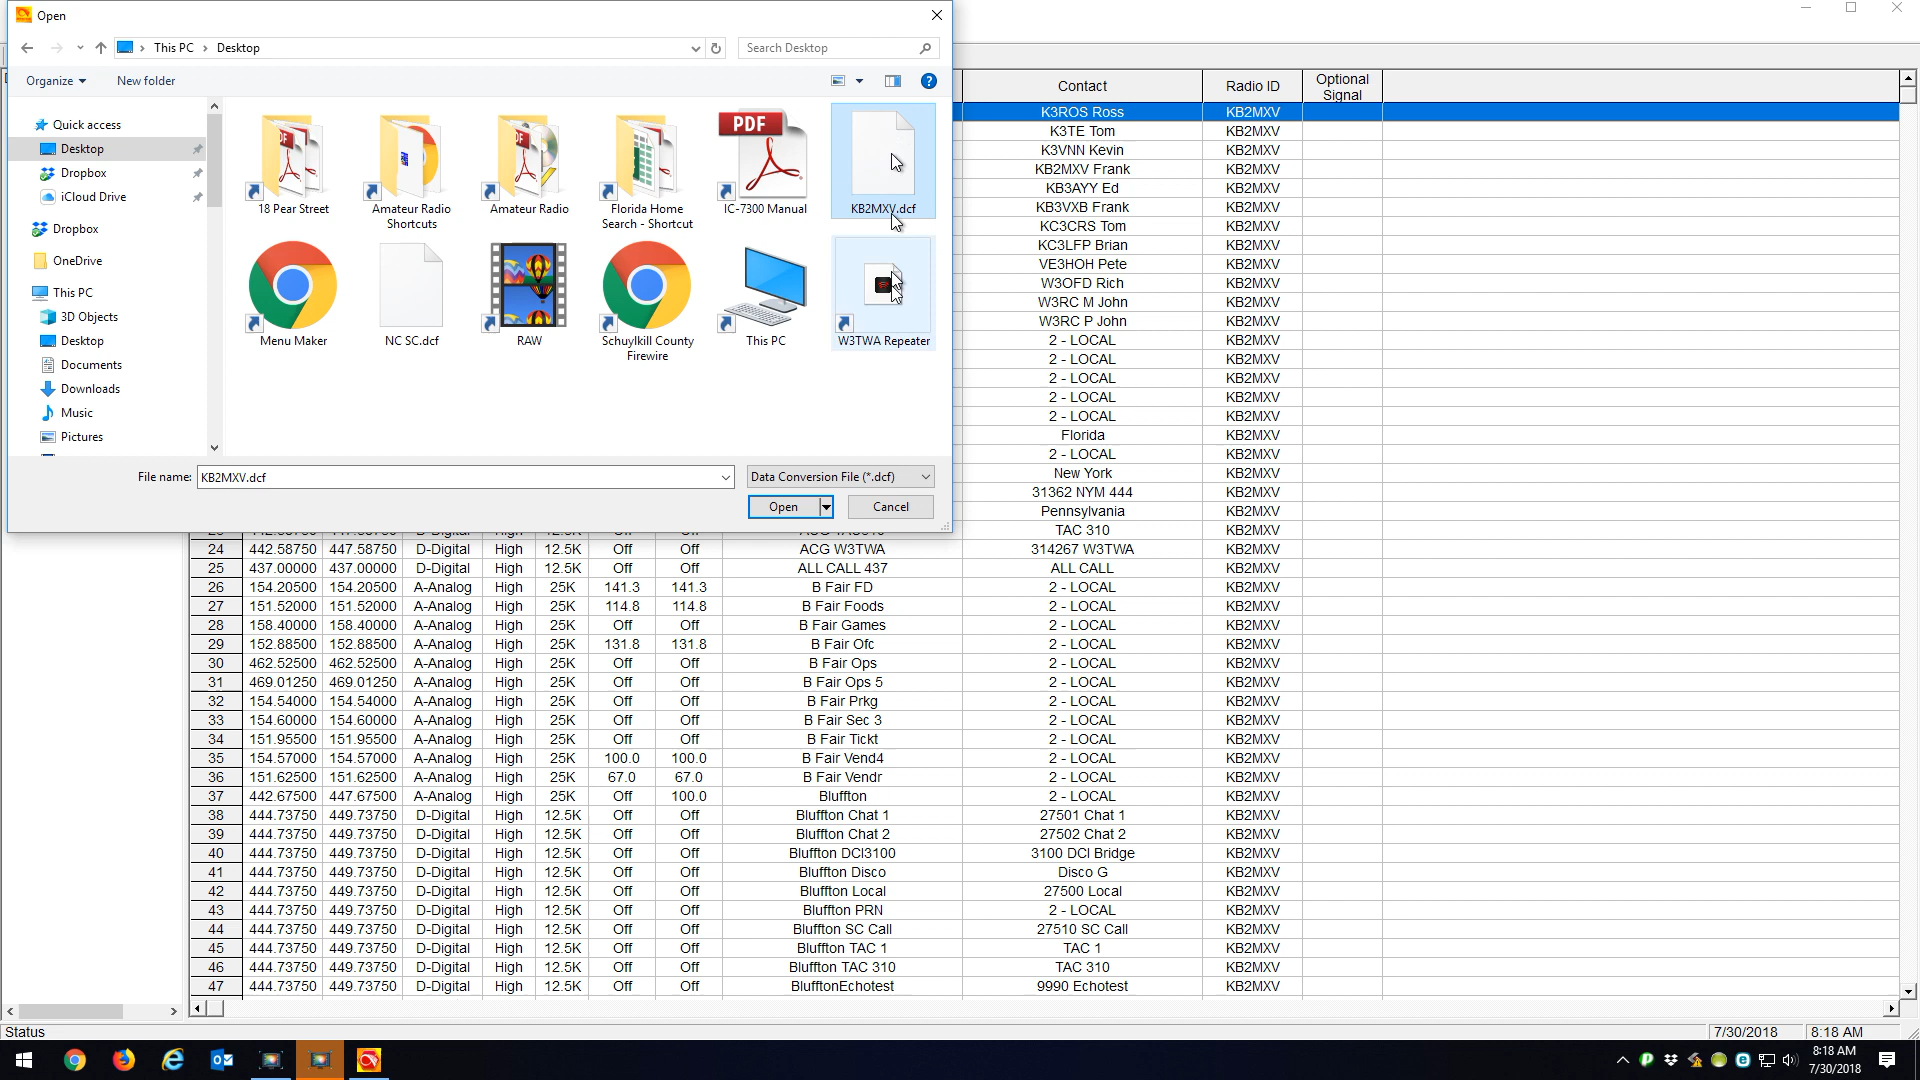 Open
This PC > Desktop
Search Desktop
Organize
New folder
Quick access
Desktop
Dropbox
iCloud Drive
Dropbox
OneDrive
This PC
3D Objects
Desktop
Documents
Downloads
Music
Pictures
PDF
18 Pear Street
Amateur Radio
Shortcuts
Amateur Radio
Florida Home
Search - Shortcut
IC-7300 Manual
KB2MXV.dcf
Menu Maker
NC SC.dcf
RAW
Schuylkill County
Firewire
This PC
W3TWA Repeater
File name: KB2MXV.dcf
Data Conversion File (*.dcf)
Open
Cancel
Contact Radio ID Optional
Signal
K3ROS Ross KB2MXV
K3TE Tom KB2MXV
K3VNN Kevin KB2MXV
KB2MXV Frank KB2MXV
KB3AYY Ed KB2MXV
KB3VXB Frank KB2MXV
KC3CRS Tom KB2MXV
KC3LFP Brian KB2MXV
VE3HOH Pete KB2MXV
W3OFD Rich KB2MXV
W3RC M John KB2MXV
W3RC P John KB2MXV
2 - LOCAL KB2MXV
2 - LOCAL KB2MXV
2 - LOCAL KB2MXV
2 - LOCAL KB2MXV
2 - LOCAL KB2MXV
Florida KB2MXV
2 - LOCAL KB2MXV
New York KB2MXV
31362 NYM 444 KB2MXV
Pennsylvania KB2MXV
TAC 310 KB2MXV
24 442.58750 447.58750 D-Digital High 12.5K Off Off ACG W3TWA 314267 W3TWA KB2MXV
25 437.00000 437.00000 D-Digital High 12.5K Off Off ALL CALL 437 ALL CALL KB2MXV
26 154.20500 154.20500 A-Analog High 25K 141.3 141.3 B Fair FD 2 - LOCAL KB2MXV
27 151.52000 151.52000 A-Analog High 25K 114.8 114.8 B Fair Foods 2 - LOCAL KB2MXV
28 158.40000 158.40000 A-Analog High 25K Off Off B Fair Games 2 - LOCAL KB2MXV
29 152.88500 152.88500 A-Analog High 25K 131.8 131.8 B Fair Ofc 2 - LOCAL KB2MXV
30 462.52500 462.52500 A-Analog High 25K Off Off B Fair Ops 2 - LOCAL KB2MXV
31 469.01250 469.01250 A-Analog High 25K Off Off B Fair Ops 5 2 - LOCAL KB2MXV
32 154.54000 154.54000 A-Analog High 25K Off Off B Fair Prkg 2 - LOCAL KB2MXV
33 154.60000 154.60000 A-Analog High 25K Off Off B Fair Sec 3 2 - LOCAL KB2MXV
34 151.95500 151.95500 A-Analog High 25K Off Off B Fair Tickt 2 - LOCAL KB2MXV
35 154.57000 154.57000 A-Analog High 25K 100.0 100.0 B Fair Vend4 2 - LOCAL KB2MXV
36 151.62500 151.62500 A-Analog High 25K 67.0 67.0 B Fair Vendr 2 - LOCAL KB2MXV
37 442.67500 447.67500 A-Analog High 25K Off 100.0 Bluffton 2 - LOCAL KB2MXV
38 444.73750 449.73750 D-Digital High 12.5K Off Off Bluffton Chat 1 27501 Chat 1 KB2MXV
39 444.73750 449.73750 D-Digital High 12.5K Off Off Bluffton Chat 2 27502 Chat 2 KB2MXV
40 444.73750 449.73750 D-Digital High 12.5K Off Off Bluffton DCI3100 3100 DCI Bridge KB2MXV
41 444.73750 449.73750 D-Digital High 12.5K Off Off Bluffton Disco Disco G KB2MXV
42 444.73750 449.73750 D-Digital High 12.5K Off Off Bluffton Local 27500 Local KB2MXV
43 444.73750 449.73750 D-Digital High 12.5K Off Off Bluffton PRN 2 - LOCAL KB2MXV
44 444.73750 449.73750 D-Digital High 12.5K Off Off Bluffton SC Call 27510 SC Call KB2MXV
45 444.73750 449.73750 D-Digital High 12.5K Off Off Bluffton TAC 1 TAC 1 KB2MXV
46 444.73750 449.73750 D-Digital High 12.5K Off Off Bluffton TAC 310 TAC 310 KB2MXV
47 444.73750 449.73750 D-Digital High 12.5K Off Off BlufftonEchotest 9990 Echotest KB2MXV
Status 7/30/2018 8:18 AM
8:18 AM
7/30/2018